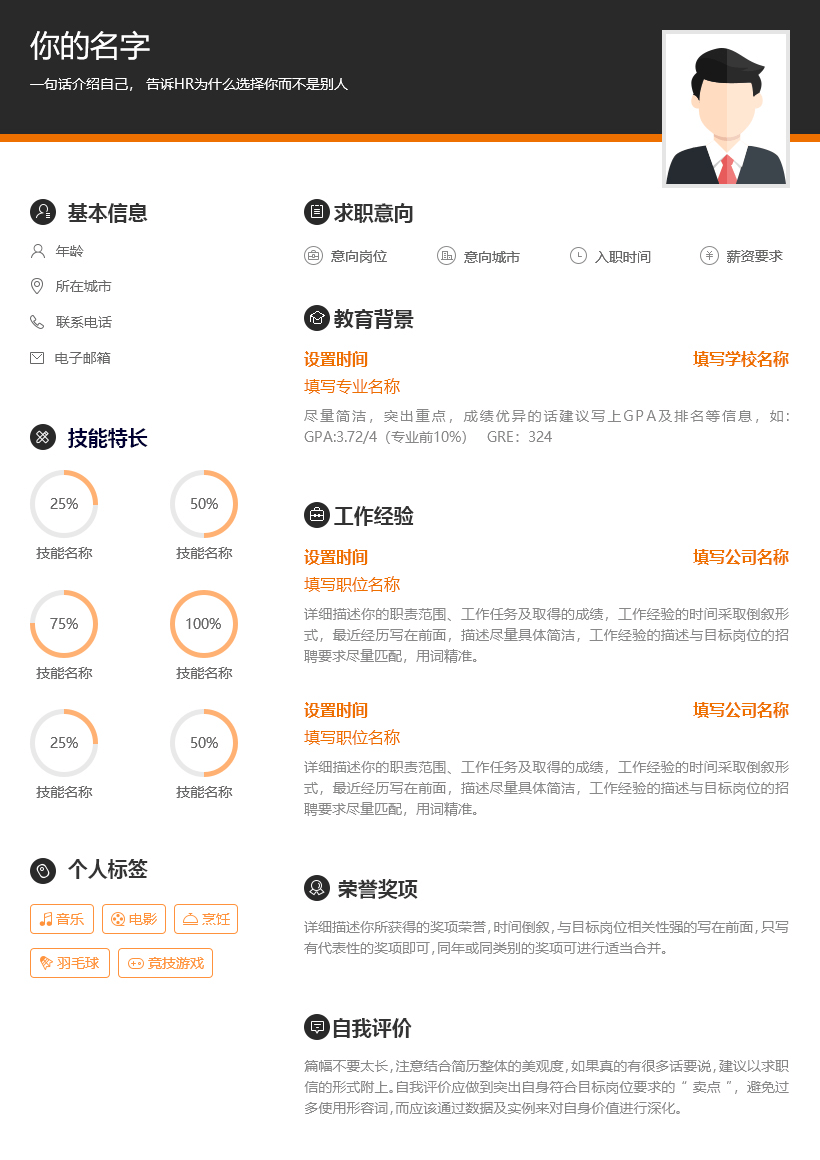 你的名字
一句话介绍自己， 告诉HR为什么选择你而不是别人
基本信息
年龄
所在城市
联系电话
电子邮箱
技能特长
25% 50%
技能名称 技能名称
75% 100%
技能名称 技能名称
25% 50%
技能名称 技能名称
个人标签
音乐 电影 烹饪
羽毛球 竞技游戏
求职意向
意向岗位 意向城市 入职时间 薪资要求
教育背景
设置时间 填写学校名称
填写专业名称
尽量简洁，突出重点，成绩优异的话建议写上GPA及排名等信息，如：
GPA:3.72/4（专业前10%） GRE：324
工作经验
设置时间 填写公司名称
填写职位名称
详细描述你的职责范围、工作任务及取得的成绩，工作经验的时间采取倒叙形
式，最近经历写在前面，描述尽量具体简洁，工作经验的描述与目标岗位的招
聘要求尽量匹配，用词精准。
设置时间 填写公司名称
填写职位名称
详细描述你的职责范围、工作任务及取得的成绩，工作经验的时间采取倒叙形
式，最近经历写在前面，描述尽量具体简洁，工作经验的描述与目标岗位的招
聘要求尽量匹配，用词精准。
荣誉奖项
详细描述你所获得的奖项荣誉，时间倒叙，与目标岗位相关性强的写在前面，只写
有代表性的奖项即可，同年或同类别的奖项可进行适当合并。
自我评价
篇幅不要太长，注意结合简历整体的美观度，如果真的有很多话要说，建议以求职
信的形式附上。自我评价应做到突出自身符合目标岗位要求的“ 卖点 ”，避免过
多使用形容词，而应该通过数据及实例来对自身价值进行深化。